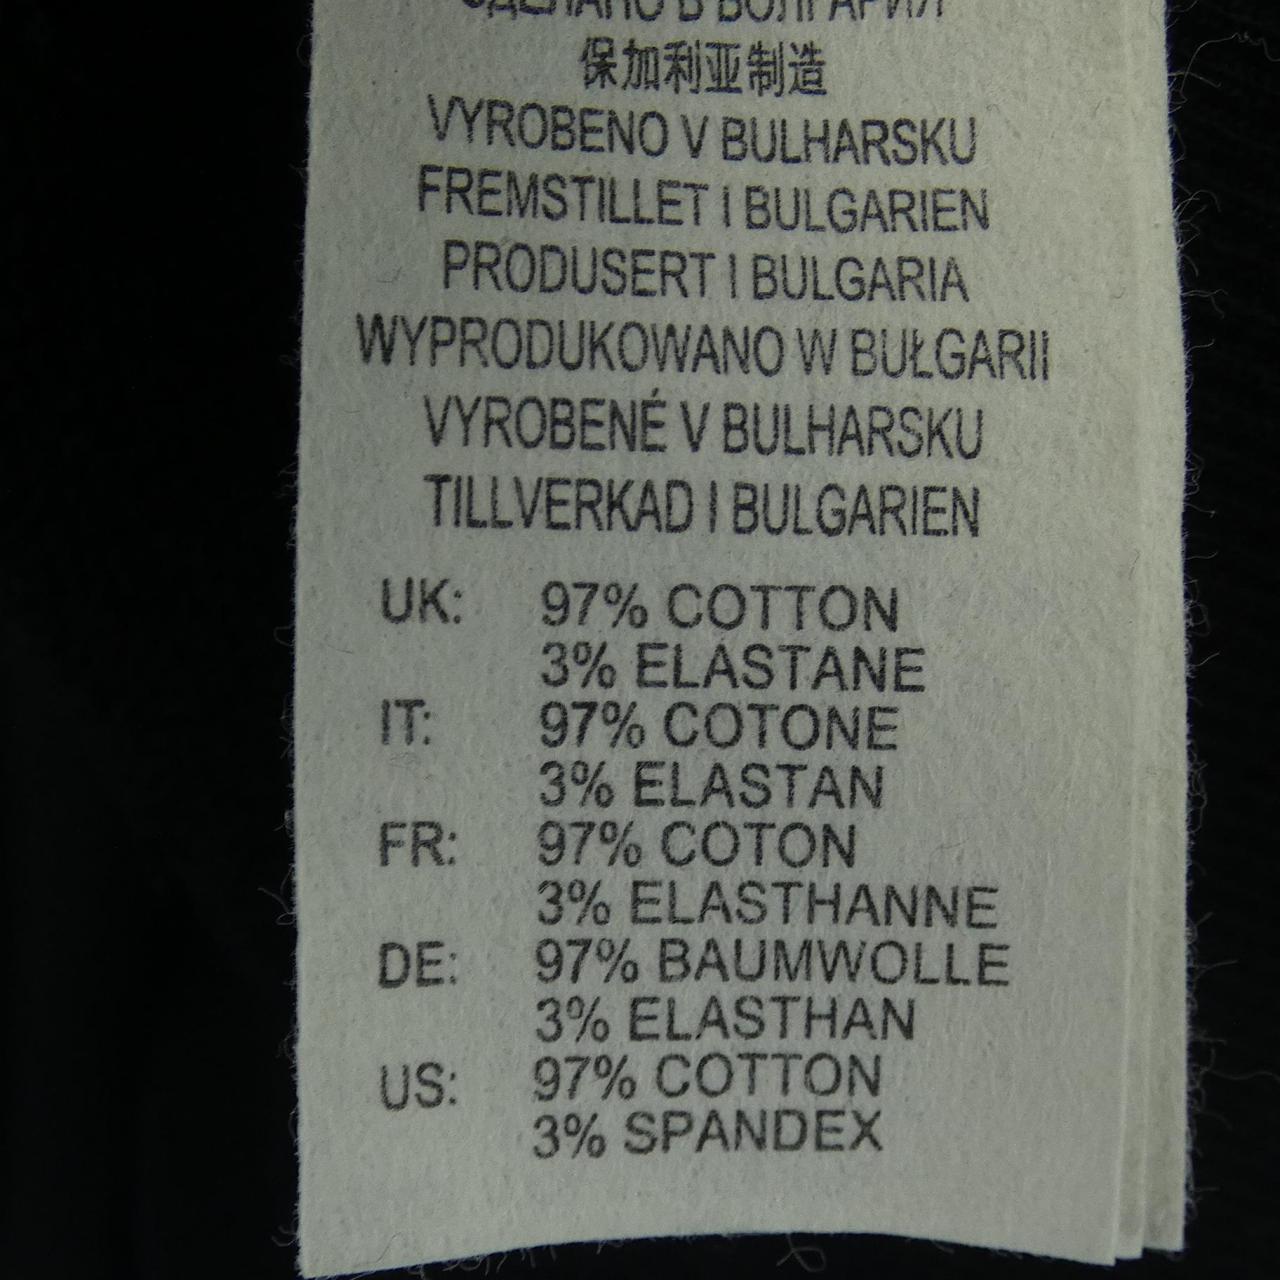 СДЕЛАНО В БОЛГАРИЯ
保加利亚制造
VYROBENO V BULHARSKU
FREMSTILLET I BULGARIEN
PRODUSERT I BULGARIA
WYPRODUKOWANO W BUŁGARII
VYROBENÉ V BULHARSKU
TILLVERKAD I BULGARIEN
UK: 97% COTTON
3% ELASTANE
IT: 97% COTONE
3% ELASTAN
FR: 97% COTON
3% ELASTHANNE
DE: 97% BAUMWOLLE
3% ELASTHAN
US: 97% COTTON
3% SPANDEX